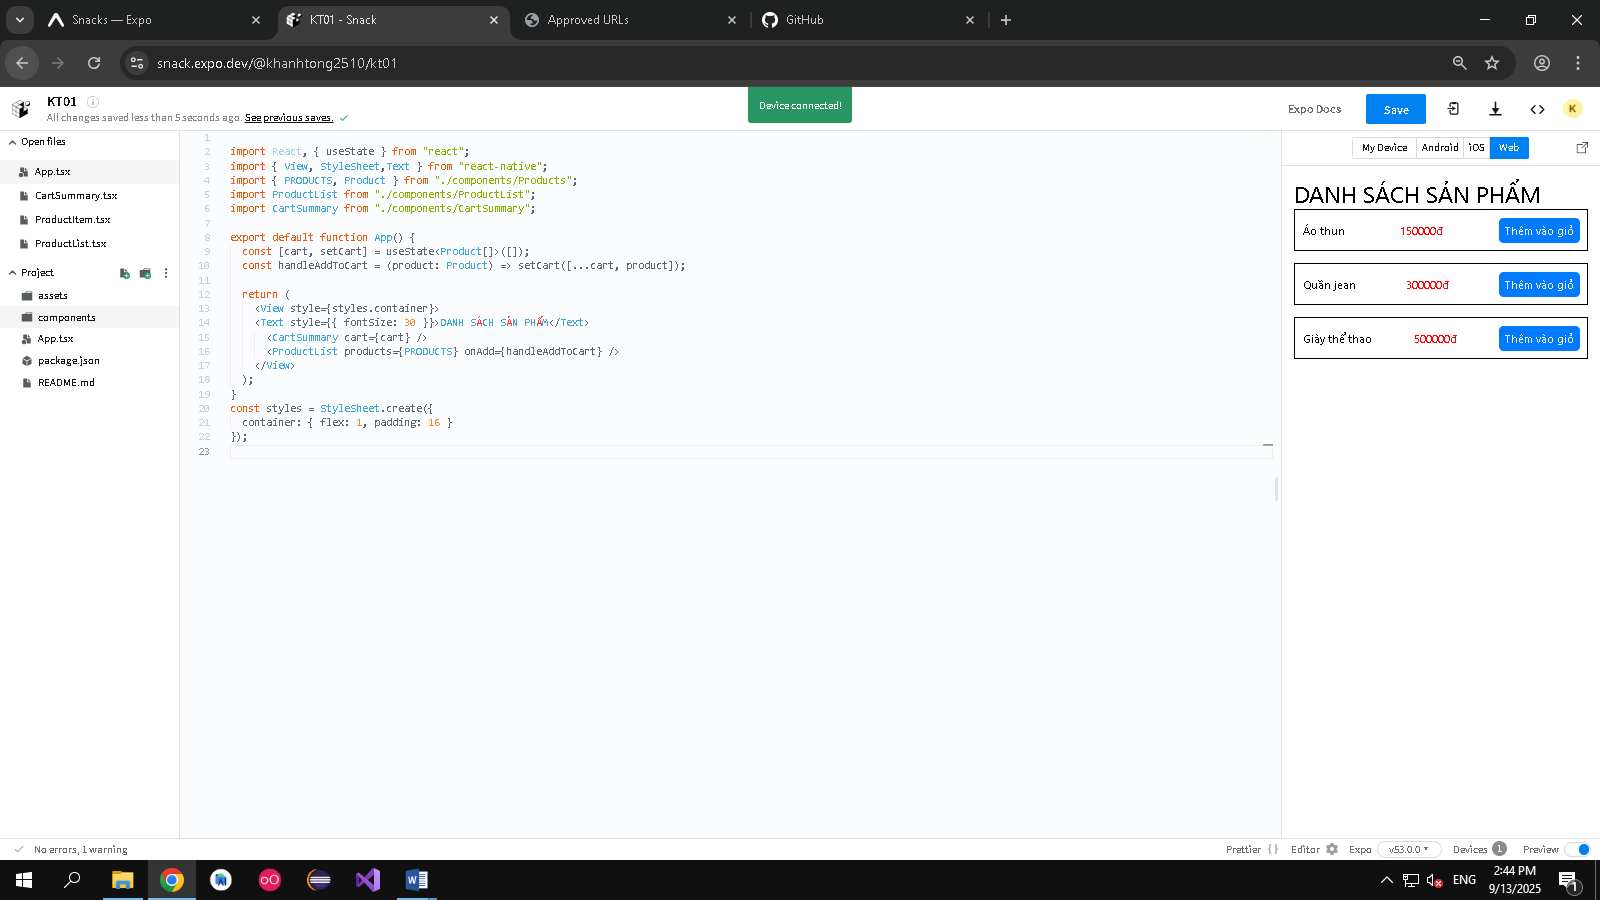 Snacks — Expo
KT01 - Snack
Approved URLs
GitHub
snack.expo.dev/@khanhtong2510/kt01
KT01
All changes saved less than 5 seconds ago. See previous saves.
Device connected!
Expo Docs
Save
K
Open files
App.tsx
CartSummary.tsx
ProductItem.tsx
ProductList.tsx
Project
assets
components
App.tsx
package.json
README.md
1
2 import React, { useState } from "react";
3 import { View, StyleSheet,Text } from "react-native";
4 import { PRODUCTS, Product } from "./components/Products";
5 import ProductList from "./components/ProductList";
6 import CartSummary from "./components/CartSummary";
7
8 export default function App() {
9 const [cart, setCart] = useState<Product[]>([]);
10 const handleAddToCart = (product: Product) => setCart([...cart, product]);
11
12 return (
13 <View style={styles.container}>
14 <Text style={{ fontSize: 30 }}>DANH SÁCH SẢN PHẨM</Text>
15 <CartSummary cart={cart} />
16 <ProductList products={PRODUCTS} onAdd={handleAddToCart} />
17 </View>
18 );
19 }
20 const styles = StyleSheet.create({
21 container: { flex: 1, padding: 16 }
22 });
23
My Device Android iOS Web
DANH SÁCH SẢN PHẨM
Áo thun 150000đ Thêm vào giỏ
Quần jean 300000đ Thêm vào giỏ
Giày thể thao 500000đ Thêm vào giỏ
No errors, 1 warning
Prettier { } Editor Expo v53.0.0 Devices 1 Preview
ENG
2:44 PM
9/13/2025
1